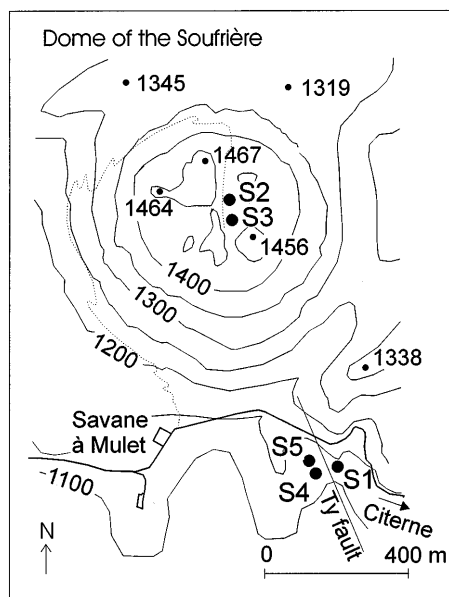 Dome of the Soufrière
1345
1319
1467
S2
1464
S3
1456
1400
1300
1200
1338
Savane
à Mulet
S5
S1
S4
1100
Ty fault
Citerne
N
0 400 m